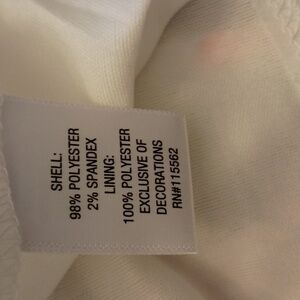 SHELL:
98% POLYESTER
2% SPANDEX
LINING:
100% POLYESTER
EXCLUSIVE OF
DECORATIONS
RN#115562